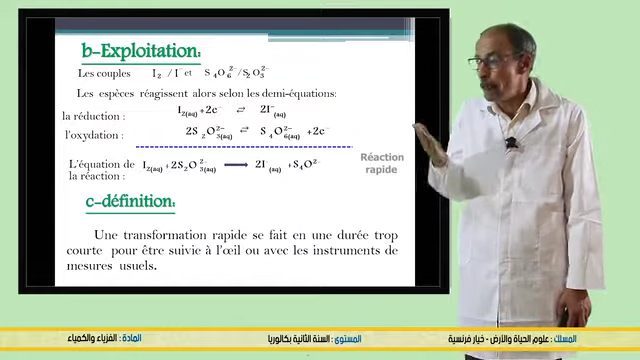 b-Exploitation:
Les couples I₂ / I⁻ et S₄O₆²⁻/S₂O₃²⁻
Les espèces réagissent alors selon les demi-équations:
la réduction : I₂(aq)+2e⁻ ⇄ 2I⁻(aq)
l'oxydation : 2S₂O₃²⁻(aq) ⇄ S₄O₆²⁻(aq) +2e⁻
L'équation de la réaction : I₂(aq)+2S₂O₃²⁻(aq) → 2I⁻(aq) +S₄O²⁻
Réaction
rapide
c-définition:
Une transformation rapide se fait en une durée trop
courte pour être suivie à l'œil ou avec les instruments de
mesures usuels.
المسلك : علوم الحياة والأرض - خيار فرنسية
المستوى : السنة الثانية بكالوريا
المادة : الفزياء والكمياء